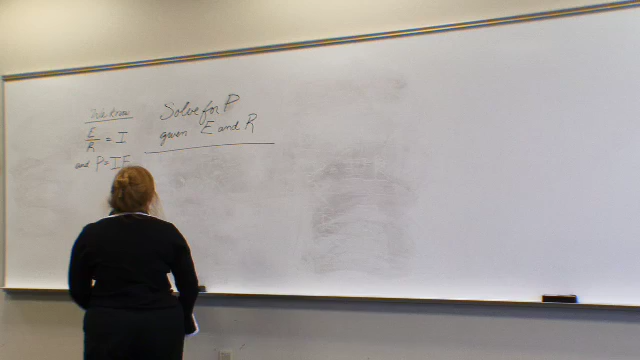 We Know
E/R = I
and P = IE
Solve for P
given E and R